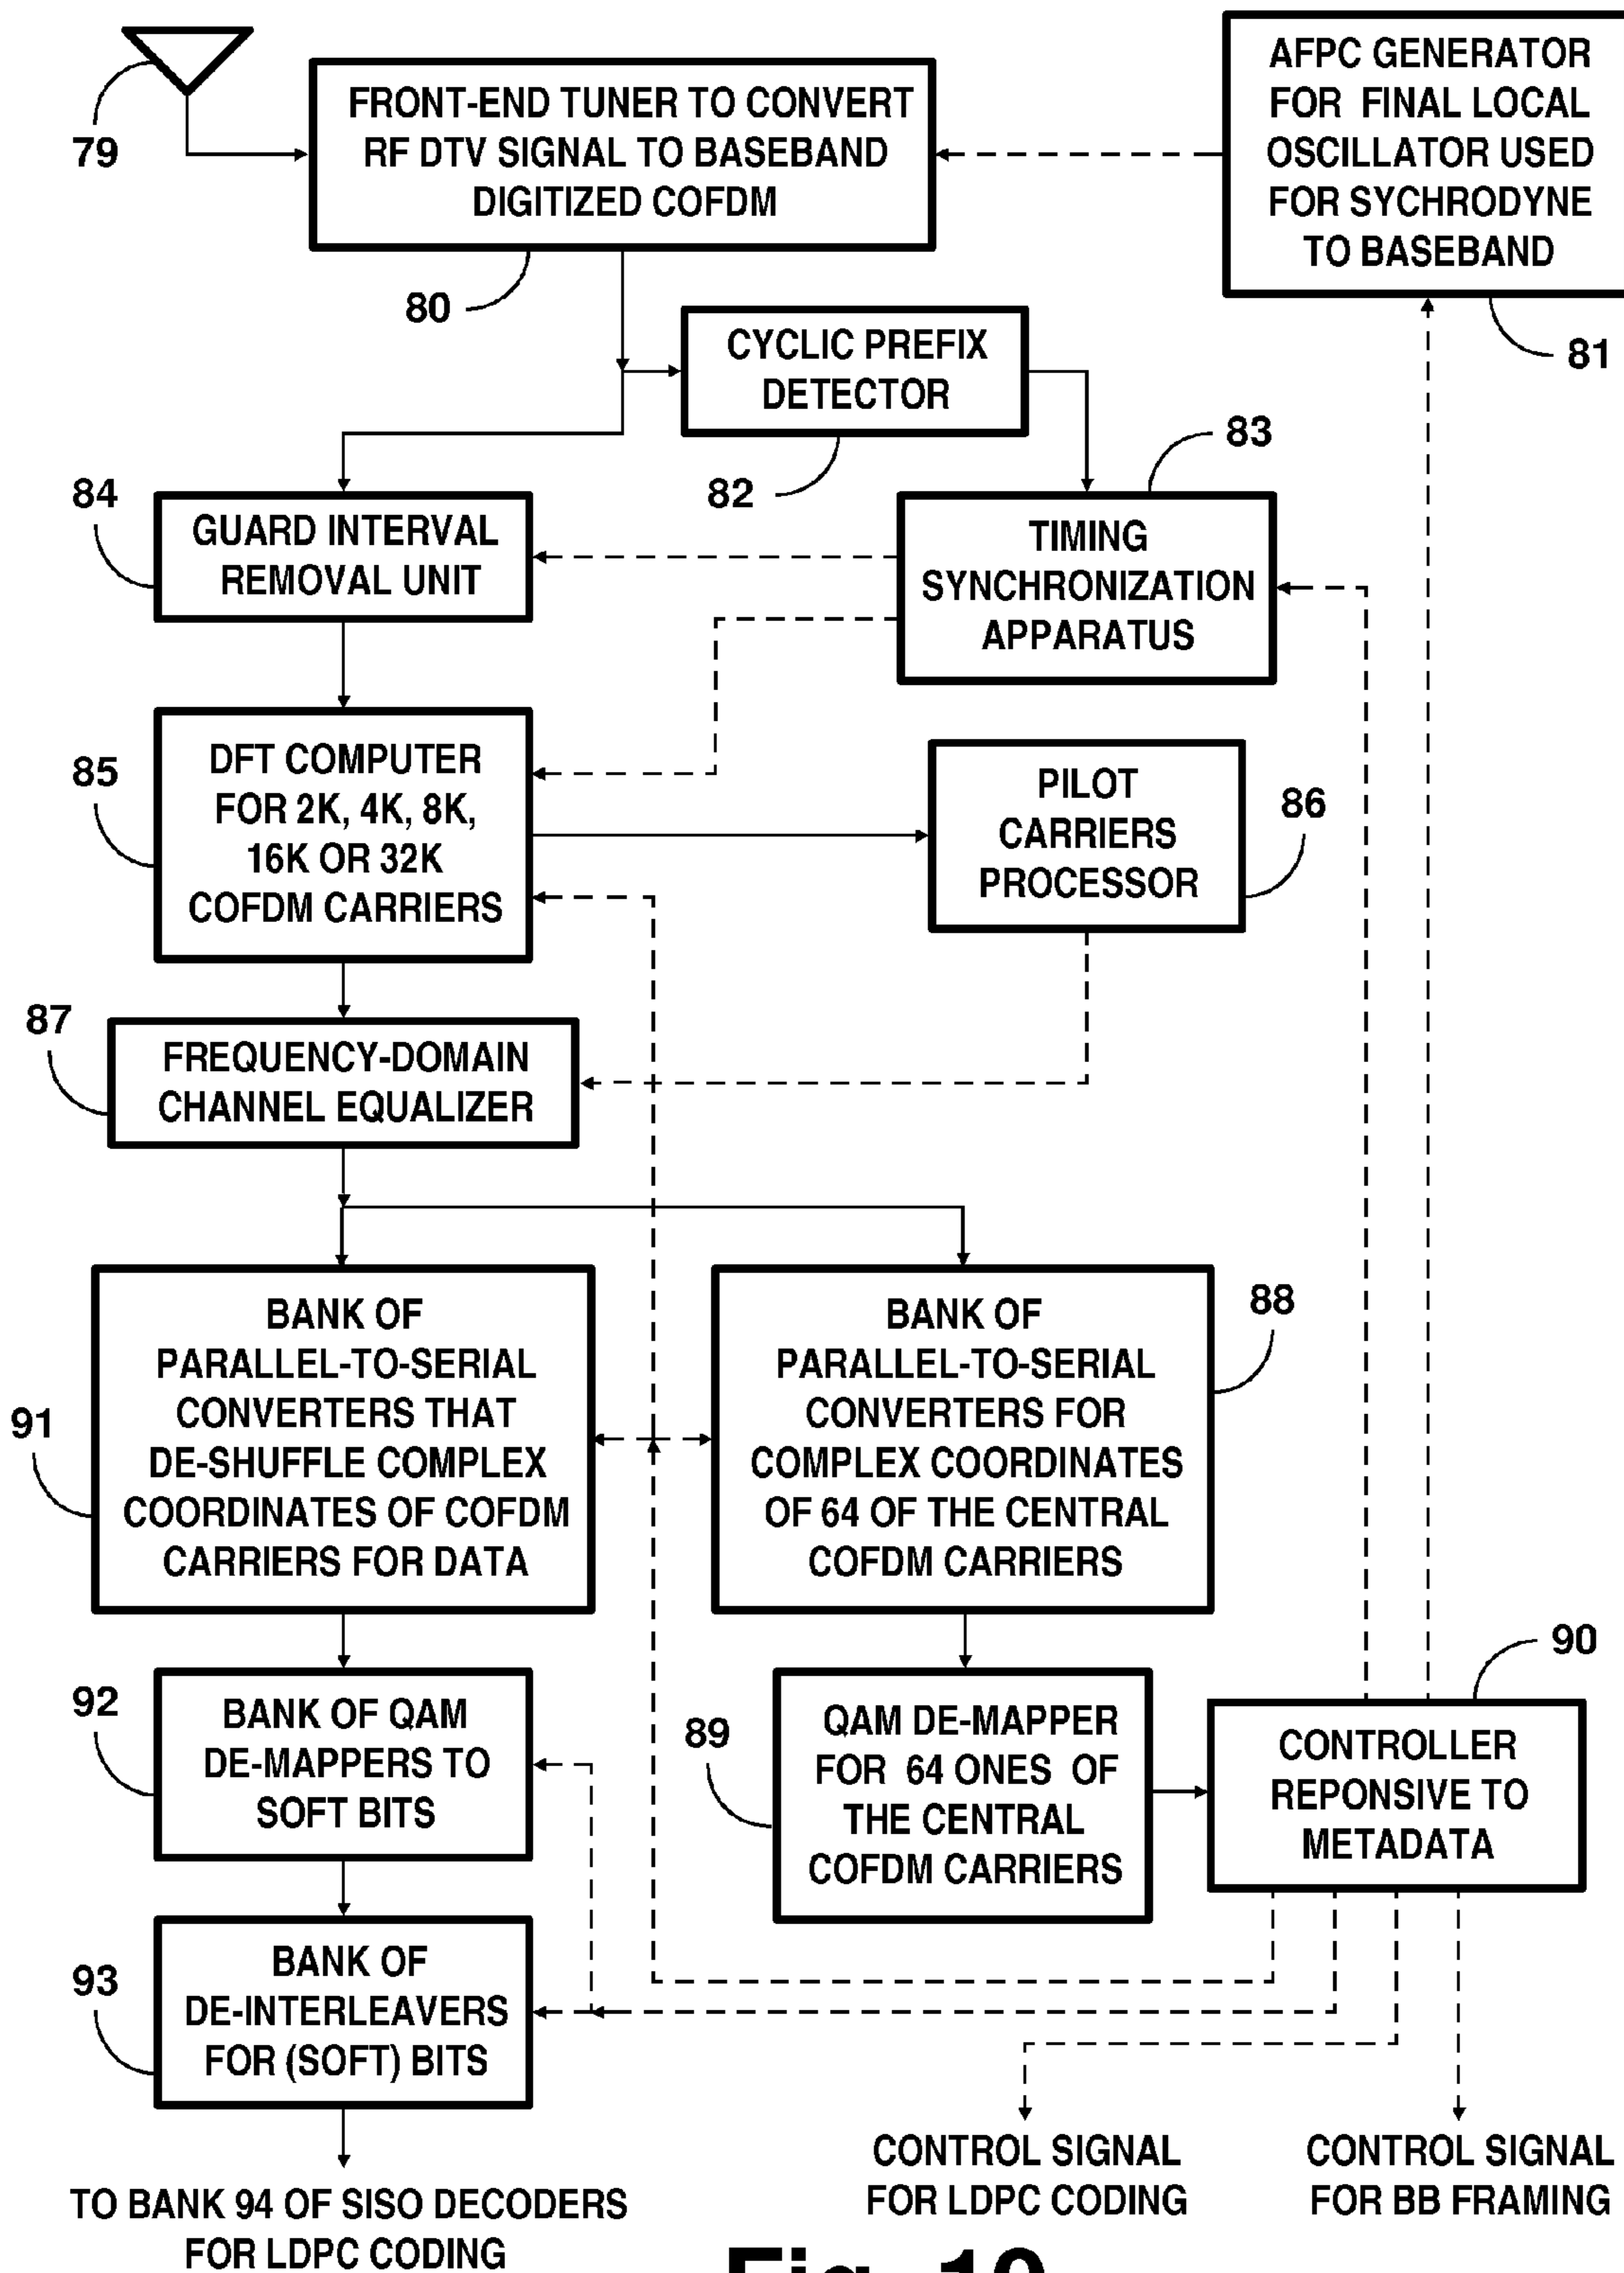 79
FRONT-END TUNER TO CONVERT
RF DTV SIGNAL TO BASEBAND
DIGITIZED COFDM
80
AFPC GENERATOR
FOR FINAL LOCAL
OSCILLATOR USED
FOR SYCHRODYNE
TO BASEBAND
81
CYCLIC PREFIX
DETECTOR
82
83
84
GUARD INTERVAL
REMOVAL UNIT
TIMING
SYNCHRONIZATION
APPARATUS
85
DFT COMPUTER
FOR 2K, 4K, 8K,
16K OR 32K
COFDM CARRIERS
PILOT
CARRIERS
PROCESSOR
86
87
FREQUENCY-DOMAIN
CHANNEL EQUALIZER
91
BANK OF
PARALLEL-TO-SERIAL
CONVERTERS THAT
DE-SHUFFLE COMPLEX
COORDINATES OF COFDM
CARRIERS FOR DATA
BANK OF
PARALLEL-TO-SERIAL
CONVERTERS FOR
COMPLEX COORDINATES
OF 64 OF THE CENTRAL
COFDM CARRIERS
88
92
BANK OF QAM
DE-MAPPERS TO
SOFT BITS
89
QAM DE-MAPPER
FOR 64 ONES OF
THE CENTRAL
COFDM CARRIERS
90
CONTROLLER
REPONSIVE TO
METADATA
93
BANK OF
DE-INTERLEAVERS
FOR (SOFT) BITS
TO BANK 94 OF SISO DECODERS
FOR LDPC CODING
CONTROL SIGNAL
FOR LDPC CODING
CONTROL SIGNAL
FOR BB FRAMING